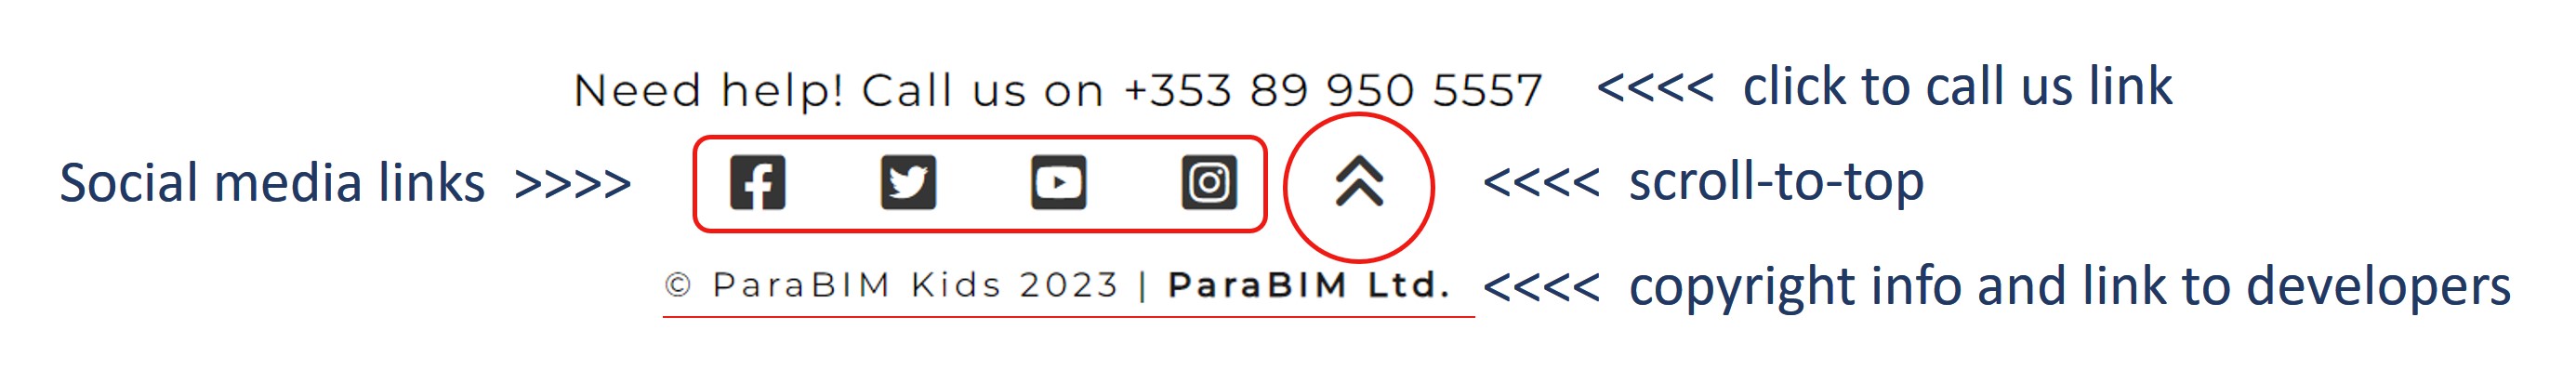 Need help! Call us on +353 89 950 5557 <<<< click to call us link
Social media links >>>> <<<< scroll-to-top
© ParaBIM Kids 2023 | ParaBIM Ltd. <<<< copyright info and link to developers